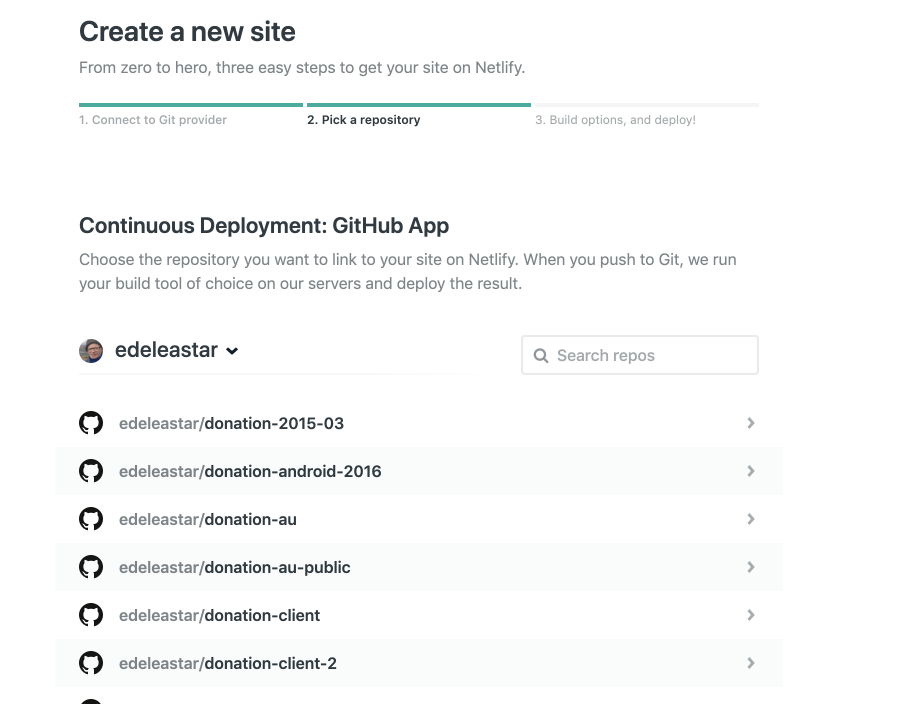 Create a new site
From zero to hero, three easy steps to get your site on Netlify.
1. Connect to Git provider
2. Pick a repository
3. Build options, and deploy!
Continuous Deployment: GitHub App
Choose the repository you want to link to your site on Netlify. When you push to Git, we run
your build tool of choice on our servers and deploy the result.
edeleastar
Search repos
edeleastar/donation-2015-03
edeleastar/donation-android-2016
edeleastar/donation-au
edeleastar/donation-au-public
edeleastar/donation-client
edeleastar/donation-client-2